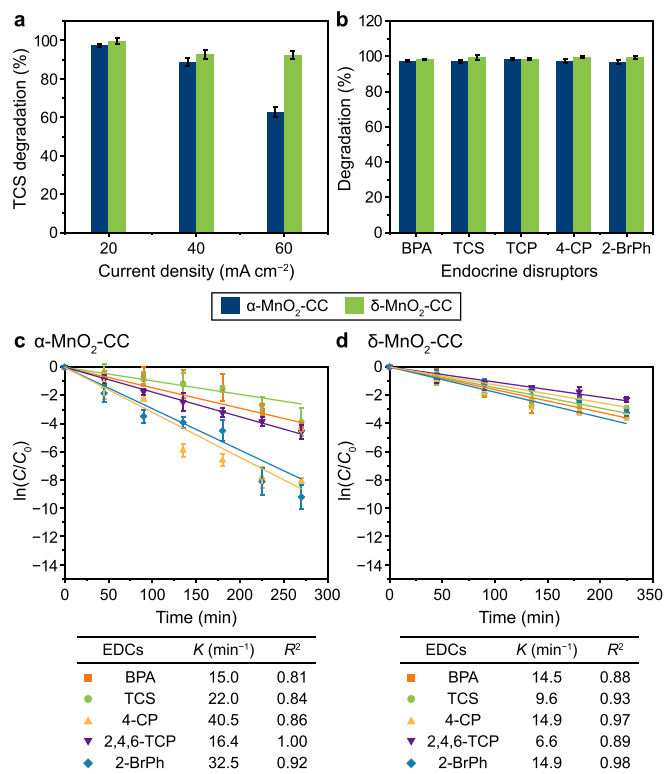 a
100
80
60
40
20
0
TCS degradation (%)
20 40 60
Current density (mA cm⁻²)
b
120
100
80
60
40
20
0
Degradation (%)
BPA TCS TCP 4-CP 2-BrPh
Endocrine disruptors
α-MnO₂-CC δ-MnO₂-CC
c α-MnO₂-CC
0
−2
−4
−6
−8
−10
−12
−14
ln(C/C₀)
0 50 100 150 200 250 300
Time (min)
EDCs K (min⁻¹) R²
BPA 15.0 0.81
TCS 22.0 0.84
4-CP 40.5 0.86
2,4,6-TCP 16.4 1.00
2-BrPh 32.5 0.92
d δ-MnO₂-CC
0
−2
−4
−6
−8
−10
−12
−14
ln(C/C₀)
0 50 100 150 200 250 350
Time (min)
EDCs K (min⁻¹) R²
BPA 14.5 0.88
TCS 9.6 0.93
4-CP 14.9 0.97
2,4,6-TCP 6.6 0.89
2-BrPh 14.9 0.98